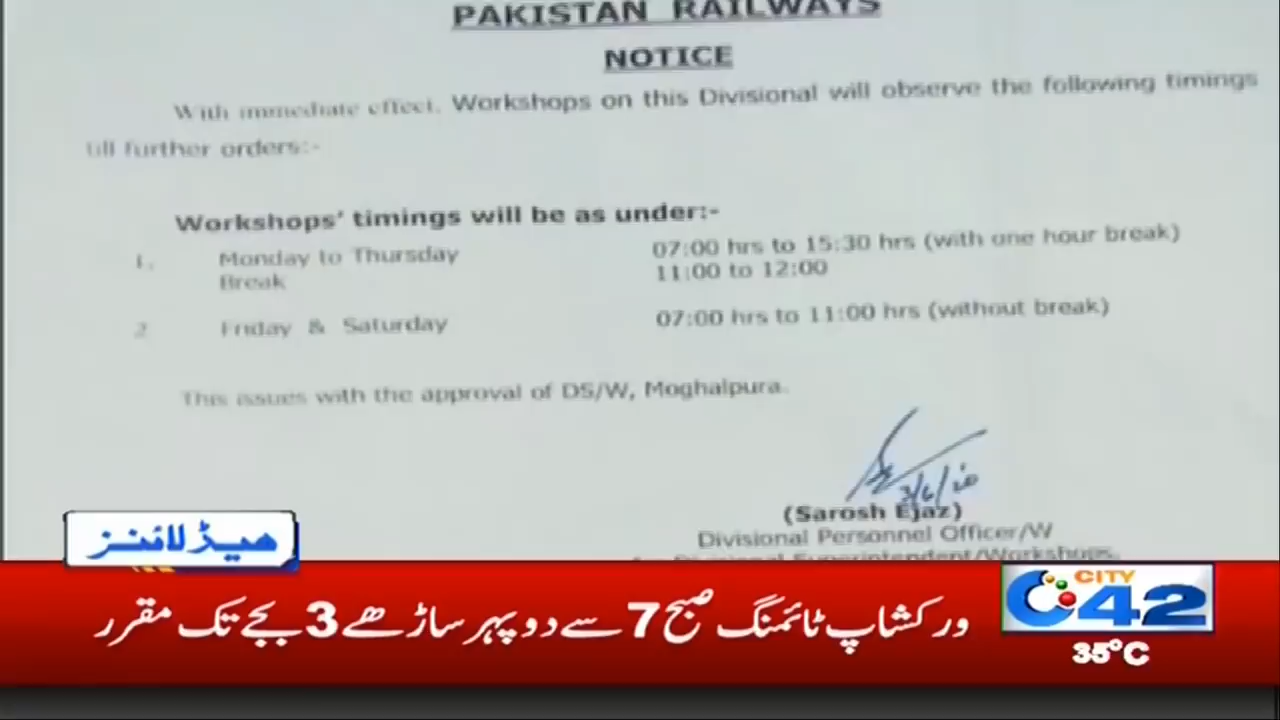 PAKISTAN RAILWAYS
NOTICE
With immediate effect, Workshops on this Divisional will observe the following timings
till further orders:-
Workshops' timings will be as under:-
1. Monday to Thursday 07:00 hrs to 15:30 hrs (with one hour break)
Break 11:00 to 12:00
2 Friday & Saturday 07:00 hrs to 11:00 hrs (without break)
This issues with the approval of DS/W, Moghalpura.
(Sarosh Ejaz)
Divisional Personnel Officer/W
Divisional Superintendent/Workshops,
ہیڈلائنز
ورکشاپ ٹائمنگ صبح 7 سے دوپہر ساڑھے 3 بجے تک مقرر
CITY
42
35°C